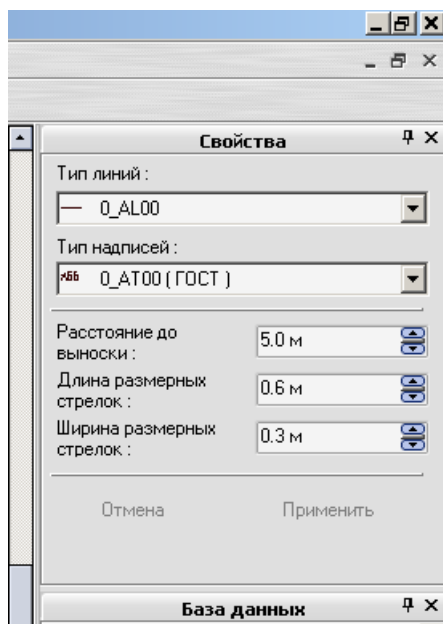 Свойства
Тип линий :
0_AL00
Тип надписей :
АББ 0_AT00 ( ГОСТ )
Расстояние до
выноски :
5.0 м
Длина размерных
стрелок :
0.6 м
Ширина размерных
стрелок :
0.3 м
Отмена Применить
База данных